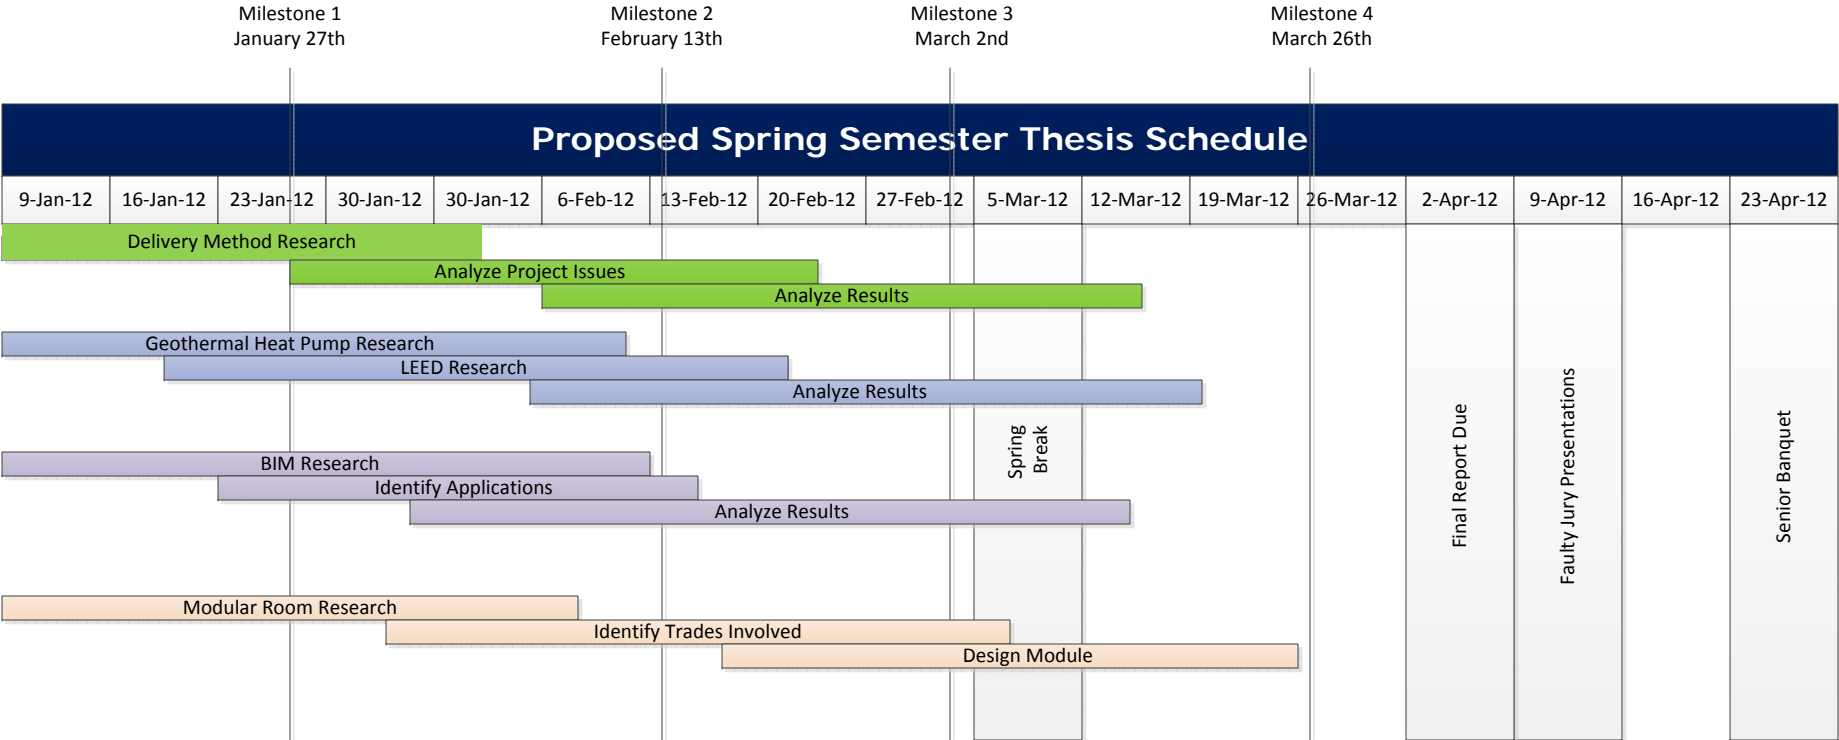 Milestone 1
January 27th
Milestone 2
February 13th
Milestone 3
March 2nd
Milestone 4
March 26th
Proposed Spring Semester Thesis Schedule
9-Jan-12
16-Jan-12
23-Jan-12
30-Jan-12
30-Jan-12
6-Feb-12
13-Feb-12
20-Feb-12
27-Feb-12
5-Mar-12
12-Mar-12
19-Mar-12
26-Mar-12
2-Apr-12
9-Apr-12
16-Apr-12
23-Apr-12
Delivery Method Research
Analyze Project Issues
Analyze Results
Geothermal Heat Pump Research
LEED Research
Analyze Results
BIM Research
Identify Applications
Analyze Results
Modular Room Research
Identify Trades Involved
Design Module
Spring
Break
Final Report Due
Faulty Jury Presentations
Senior Banquet